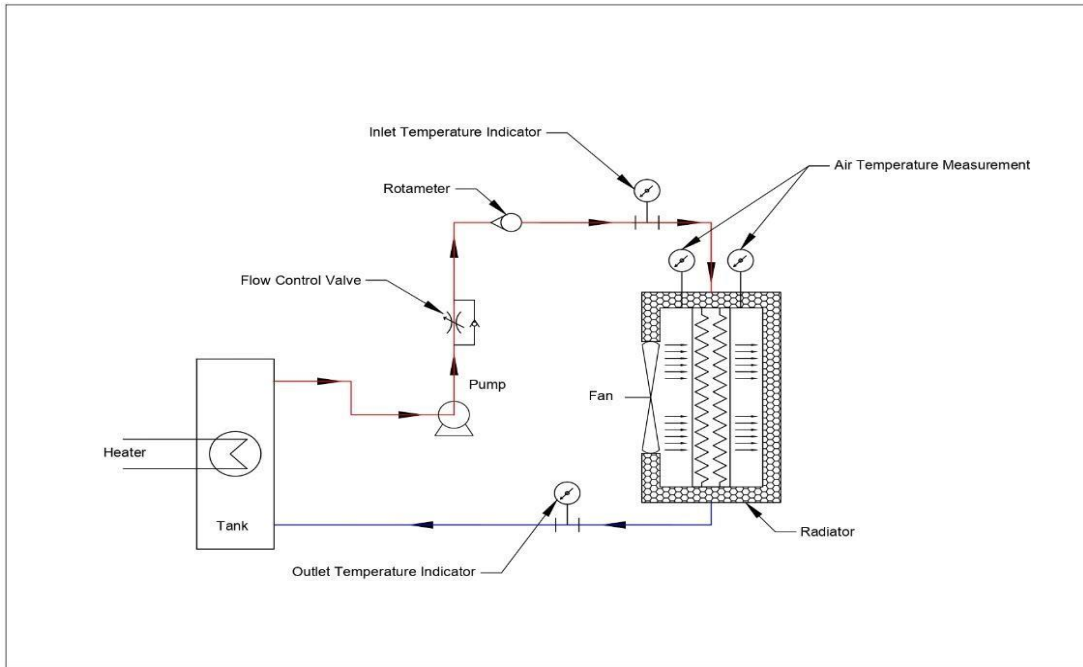 Inlet Temperature Indicator
Air Temperature Measurement
Rotameter
Flow Control Valve
Pump
Fan
Heater
Tank
Radiator
Outlet Temperature Indicator